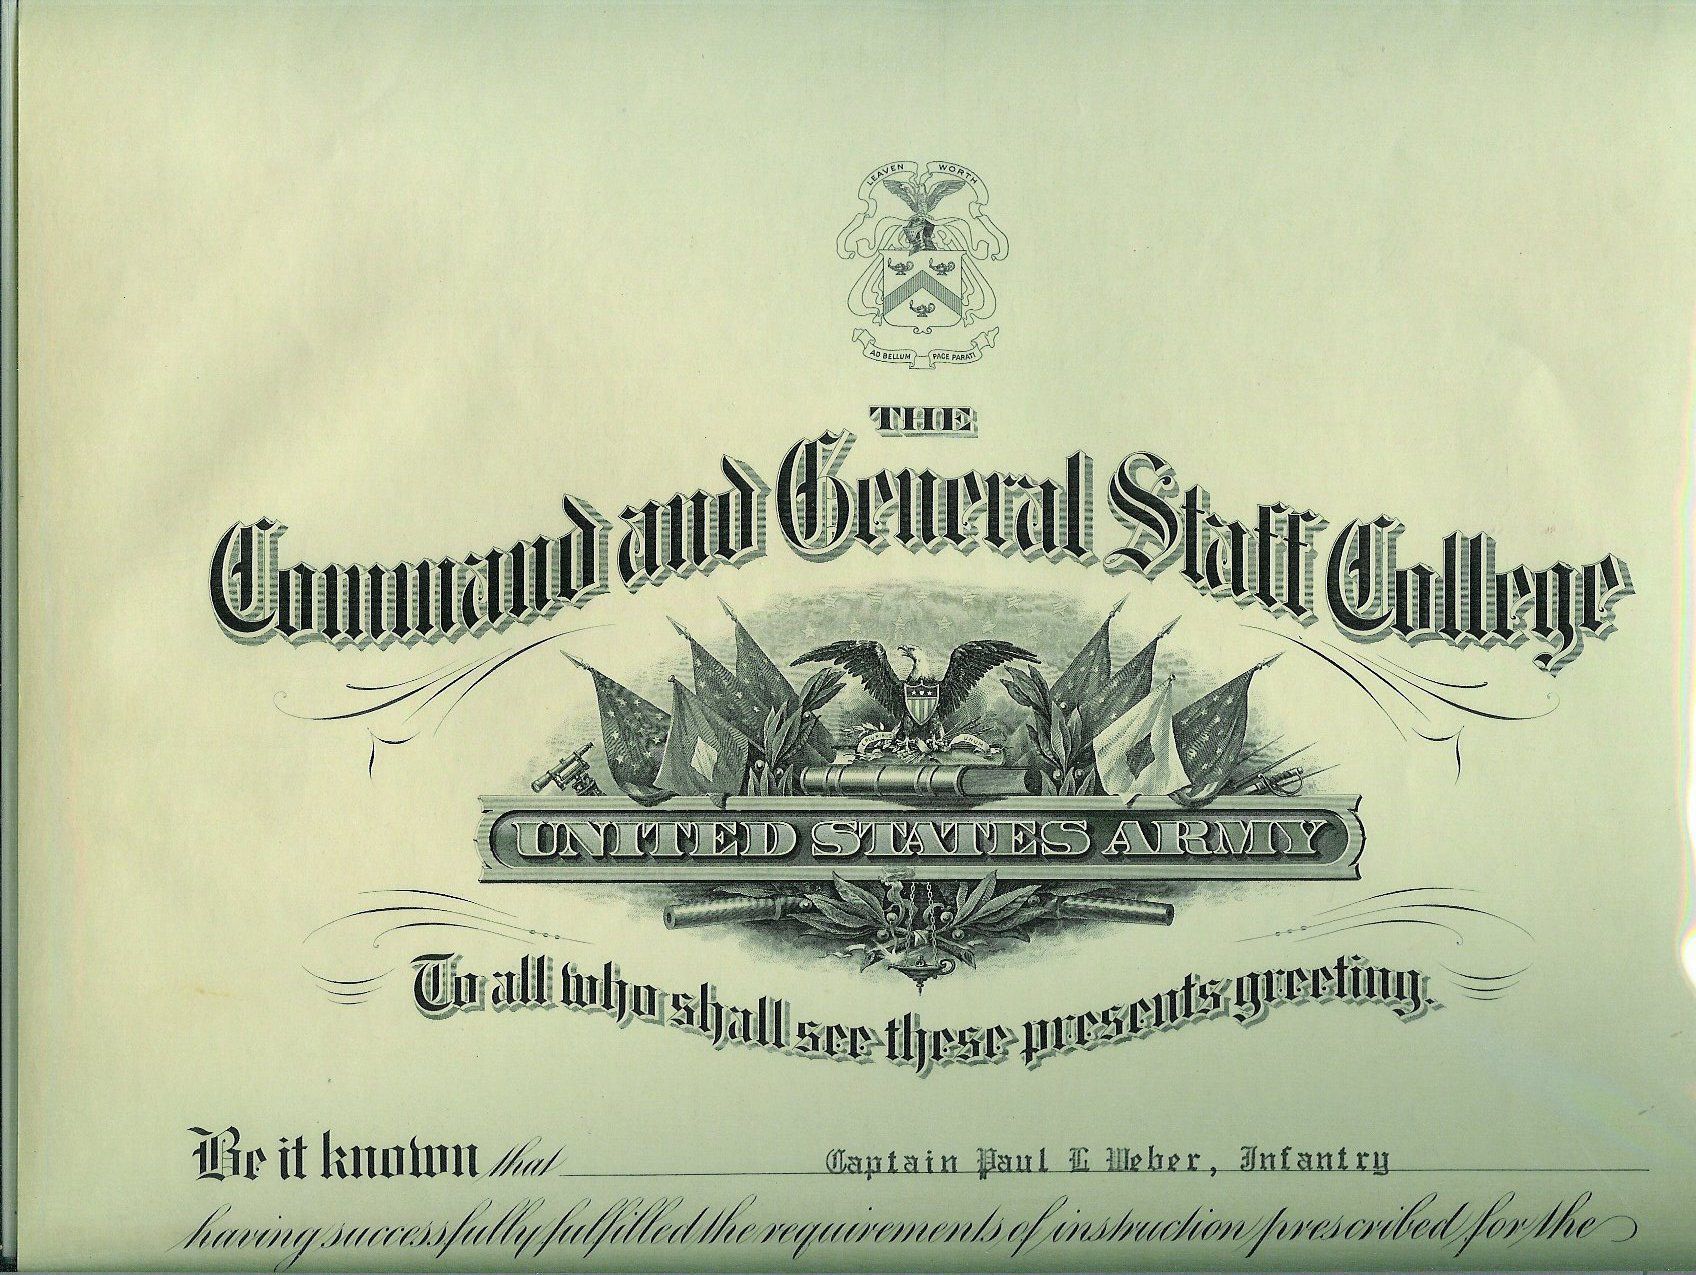 LEAVEN WORTH
AD BELLUM PACE PARATI
THE
Command and General Staff College
UNITED STATES ARMY
To all who shall see these presents greeting.
Be it known that Captain Paul L Weber, Infantry
having successfully fulfilled the requirements of instruction prescribed for the